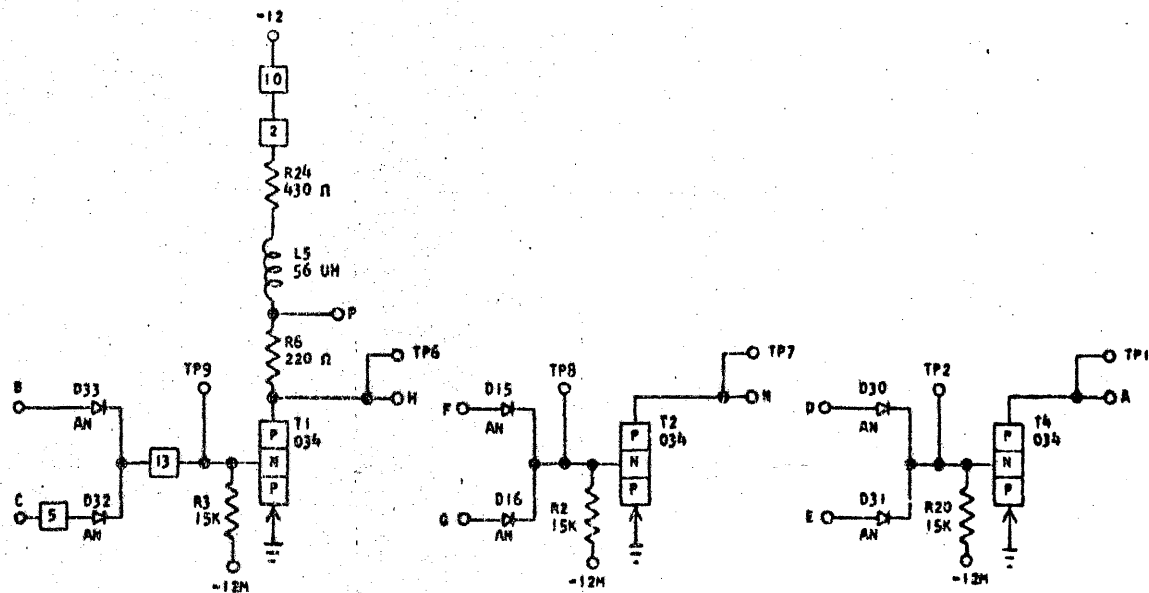 -12
10
2
R24
430 Ω
L5
56 UH
P
R6
220 Ω
TP6
H
TP9
B
D33
AN
13
C
5
D32
AN
R3
15K
-12M
T1
034
P
N
P
TP7
N
TP8
F
D15
AN
G
D16
AN
R2
15K
-12M
T2
034
P
N
P
TP1
A
TP2
D
D30
AN
E
D31
AN
R20
15K
-12M
T4
034
P
N
P